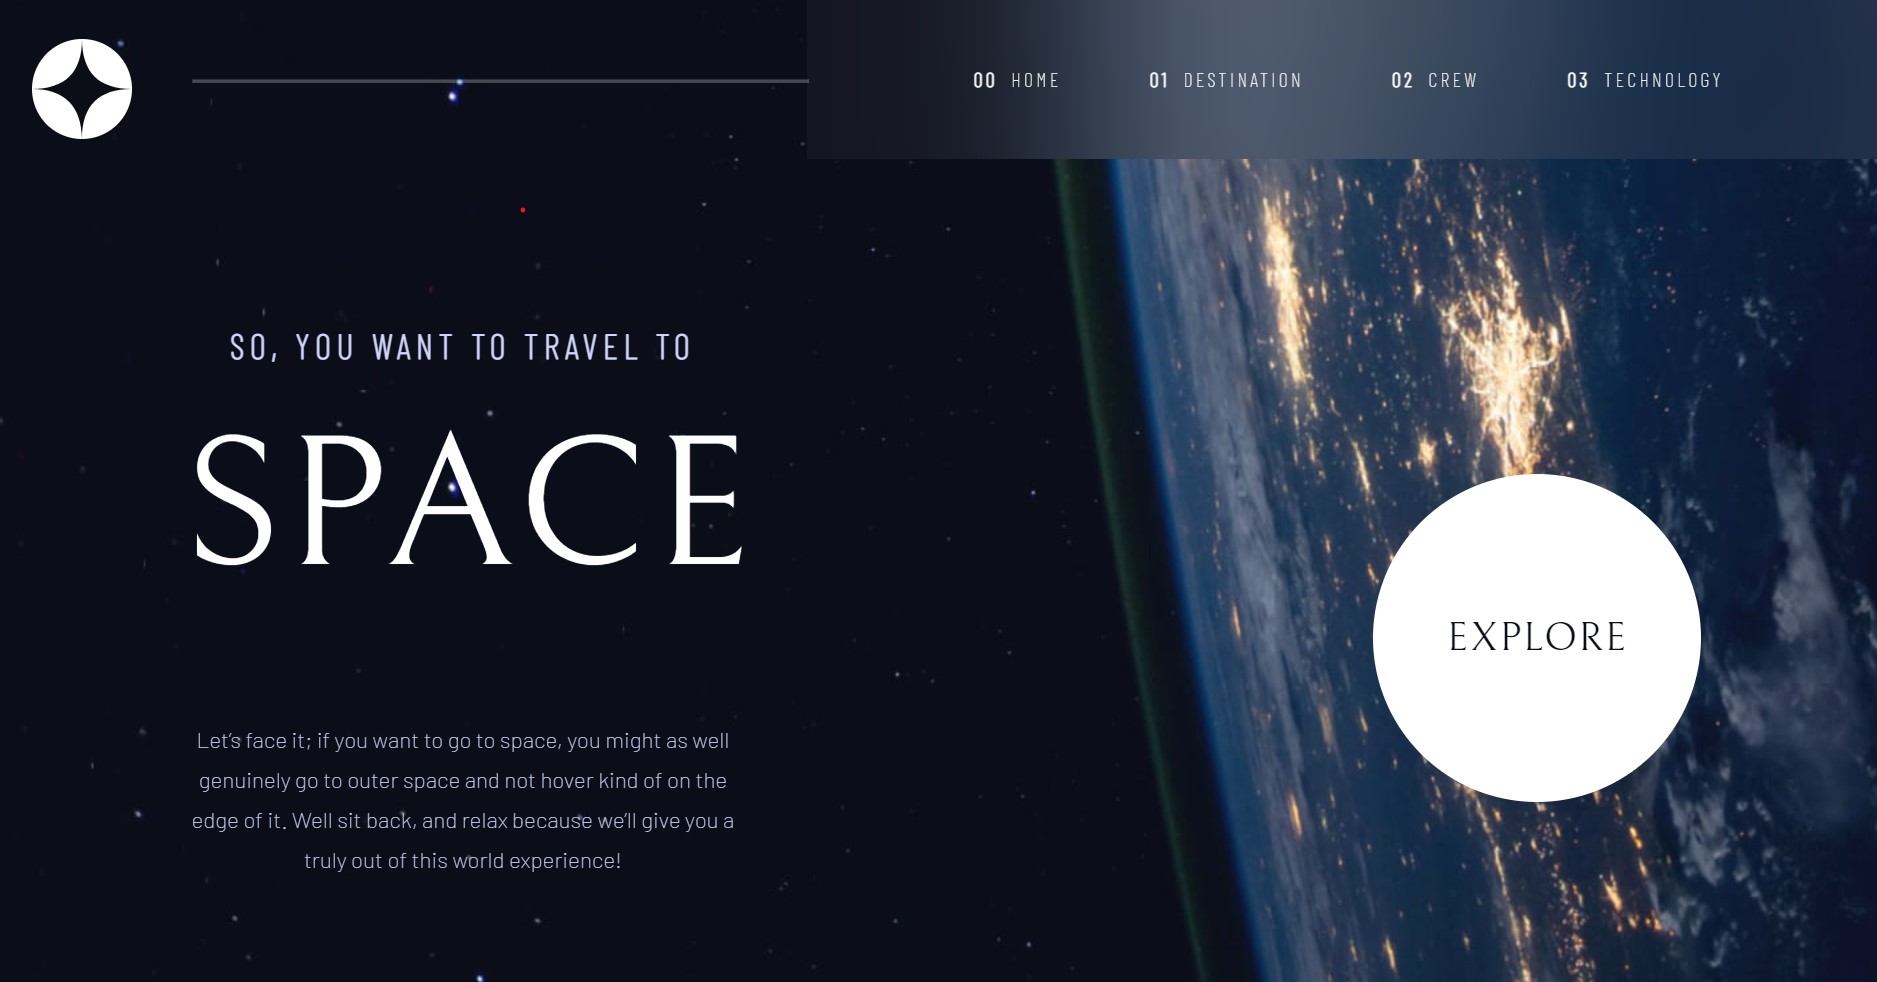 00 HOME 01 DESTINATION 02 CREW 03 TECHNOLOGY
SO, YOU WANT TO TRAVEL TO
SPACE
EXPLORE
Let’s face it; if you want to go to space, you might as well
genuinely go to outer space and not hover kind of on the
edge of it. Well sit back, and relax because we’ll give you a
truly out of this world experience!